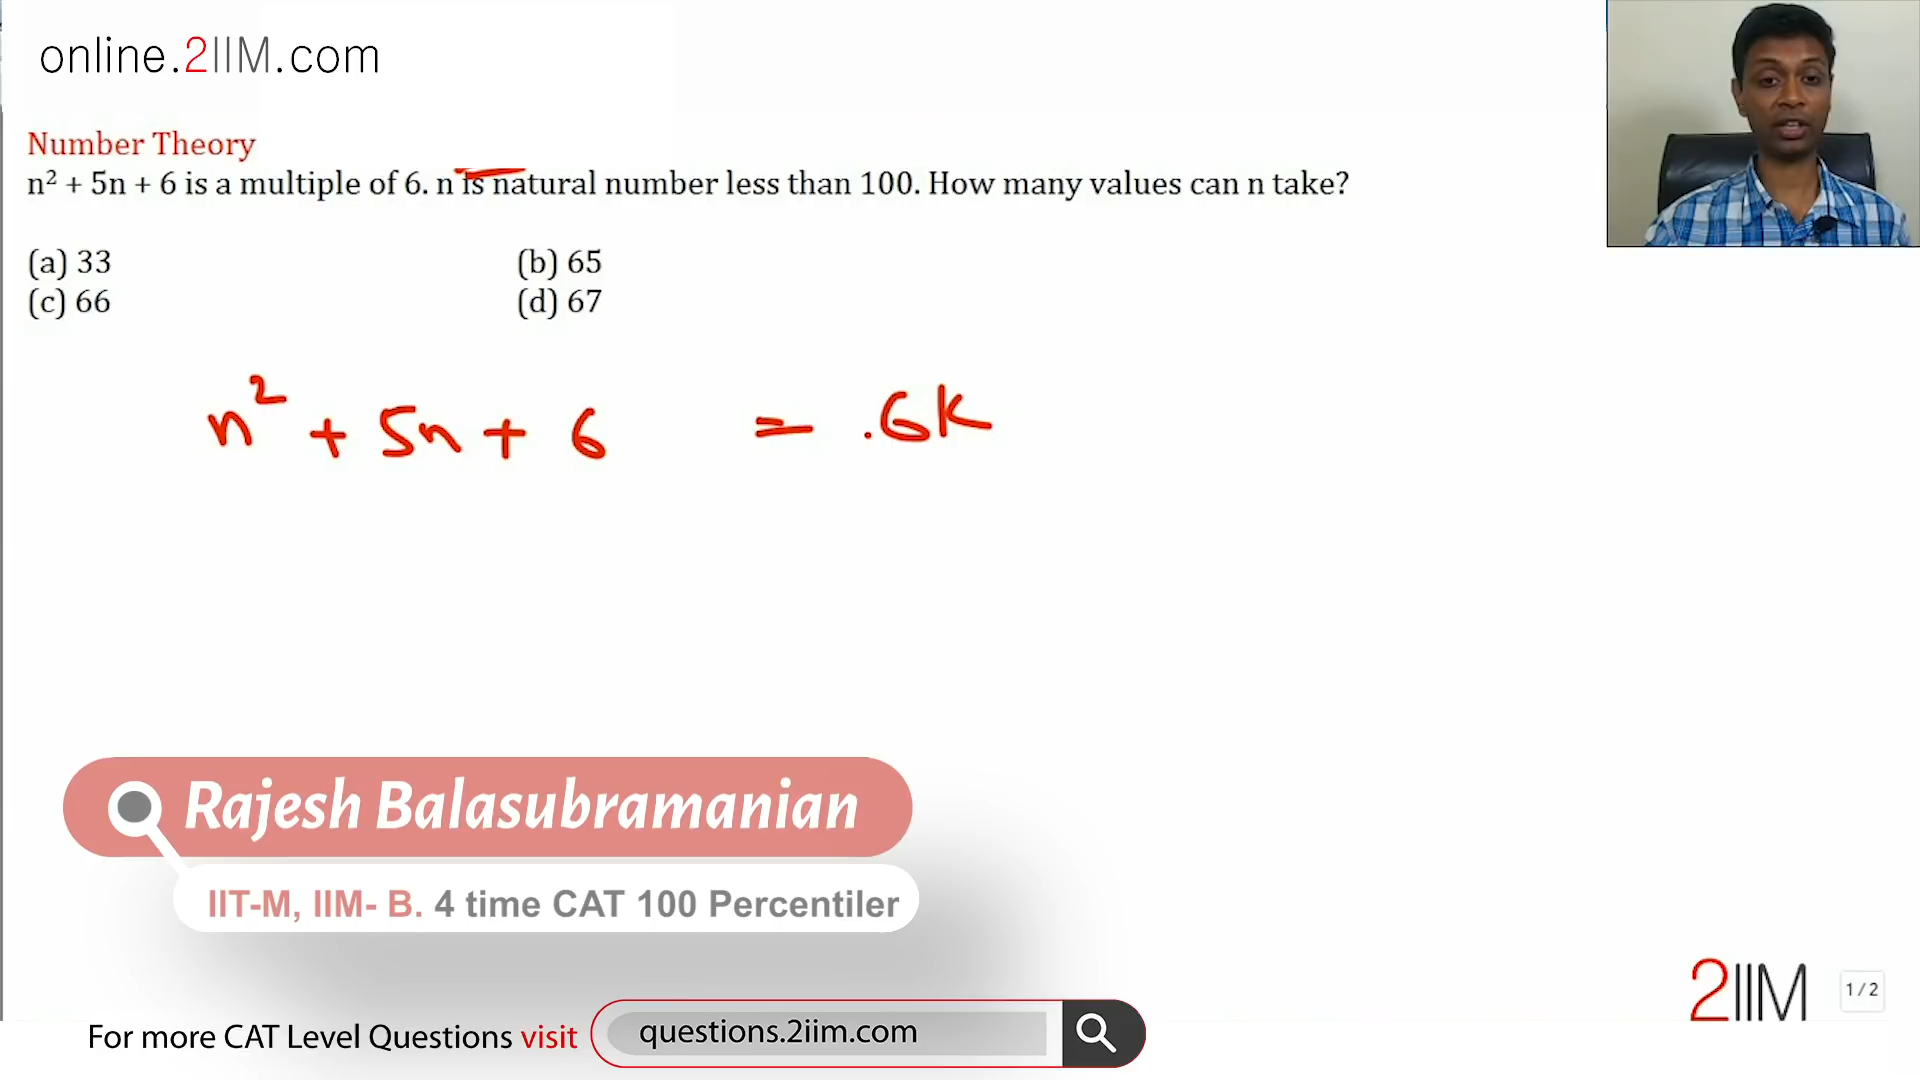 online.2IIM.com
Number Theory
n² + 5n + 6 is a multiple of 6. n is natural number less than 100. How many values can n take?
(a) 33 (b) 65
(c) 66 (d) 67
n² + 5n + 6 = .6k
Rajesh Balasubramanian
IIT-M, IIM- B. 4 time CAT 100 Percentiler
2IIM 1 / 2
For more CAT Level Questions visit questions.2iim.com